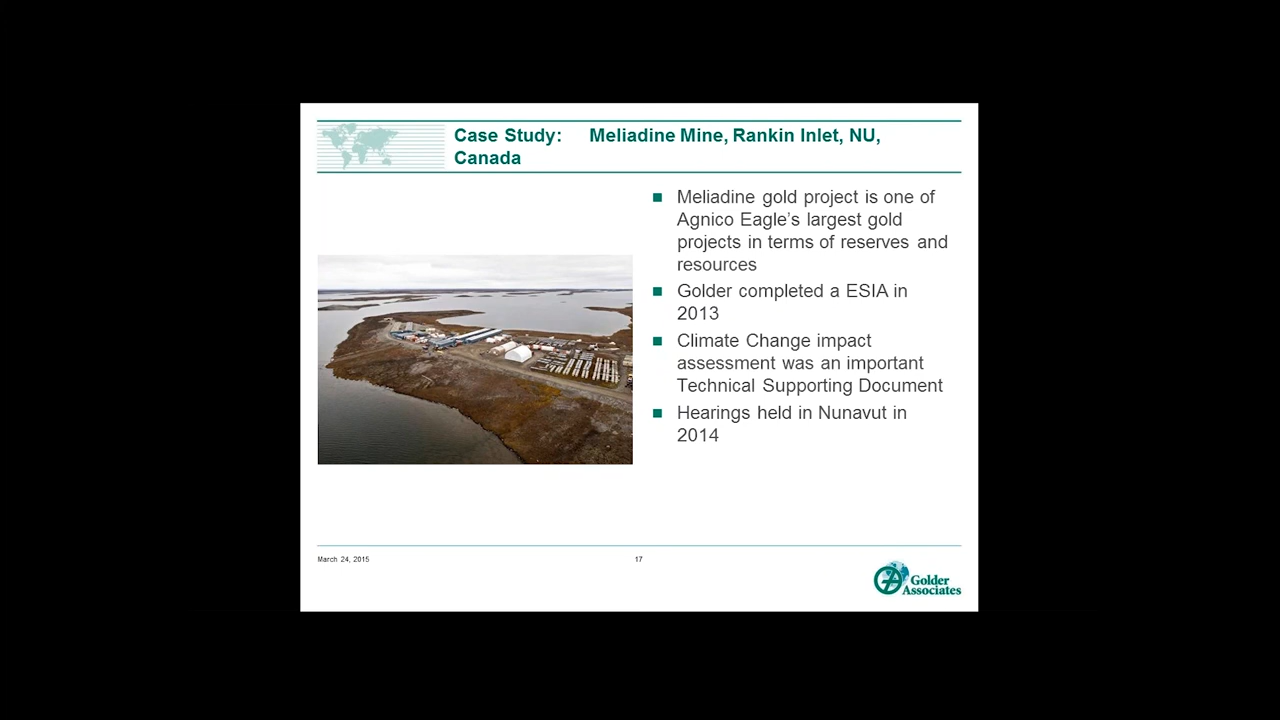 Case Study: Meliadine Mine, Rankin Inlet, NU,
Canada
Meliadine gold project is one of
Agnico Eagle's largest gold
projects in terms of reserves and
resources
Golder completed a ESIA in
2013
Climate Change impact
assessment was an important
Technical Supporting Document
Hearings held in Nunavut in
2014
March 24, 2015
17
Golder
Associates